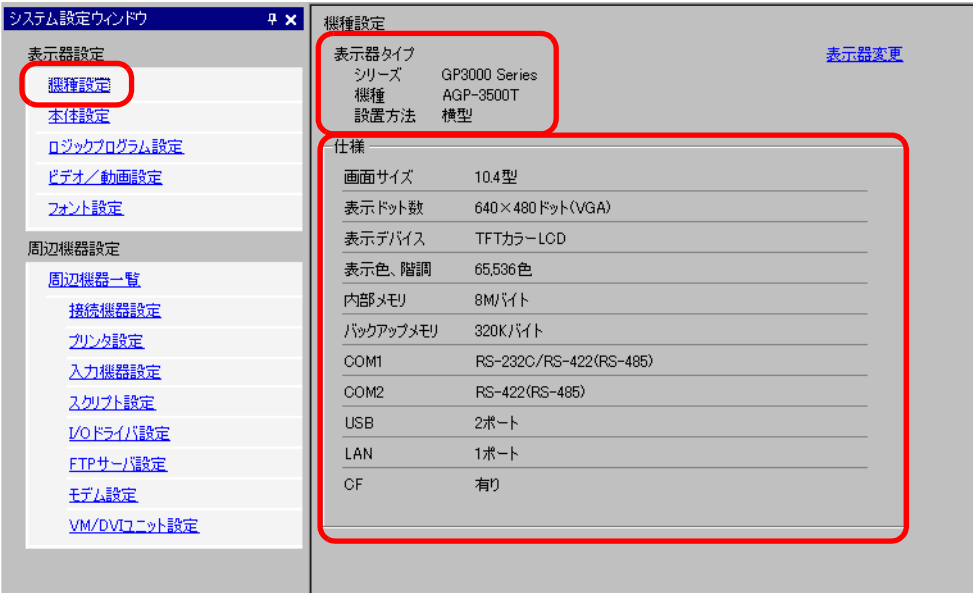 システム設定ウィンドウ
表示器設定
機種設定
本体設定
ロジックプログラム設定
ビデオ／動画設定
フォント設定
周辺機器設定
周辺機器一覧
接続機器設定
プリンタ設定
入力機器設定
スクリプト設定
I/Oドライバ設定
FTPサーバ設定
モデム設定
VM/DVIユニット設定
機種設定
表示器タイプ 表示器変更
シリーズ GP3000 Series
機種 AGP-3500T
設置方法 横型
仕様
画面サイズ 10.4型
表示ドット数 640×480ドット(VGA)
表示デバイス TFTカラーLCD
表示色、階調 65,536色
内部メモリ 8Mバイト
バックアップメモリ 320Kバイト
COM1 RS-232C/RS-422(RS-485)
COM2 RS-422(RS-485)
USB 2ポート
LAN 1ポート
CF 有り